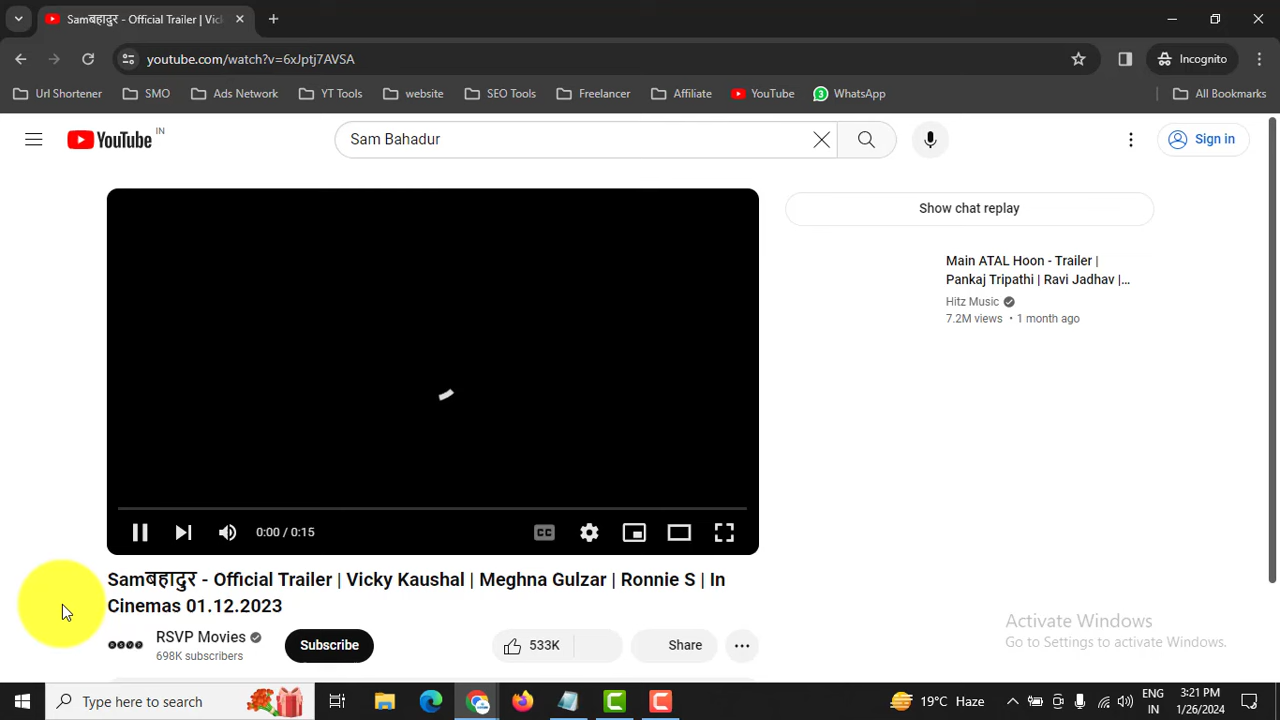 Samबहादुर - Official Trailer | Vic
youtube.com/watch?v=6xJptj7AVSA
Incognito
Url Shortener
SMO
Ads Network
YT Tools
website
SEO Tools
Freelancer
Affiliate
YouTube
WhatsApp
All Bookmarks
YouTube IN
Sam Bahadur
Sign in
Show chat replay
Main ATAL Hoon - Trailer |
Pankaj Tripathi | Ravi Jadhav |...
Hitz Music
7.2M views • 1 month ago
0:00 / 0:15
CC
Samबहादुर - Official Trailer | Vicky Kaushal | Meghna Gulzar | Ronnie S | In
Cinemas 01.12.2023
RSVP
RSVP Movies
698K subscribers
Subscribe
533K
Share
Activate Windows
Go to Settings to activate Windows.
Type here to search
19°C Haze
ENG
IN
3:21 PM
1/26/2024